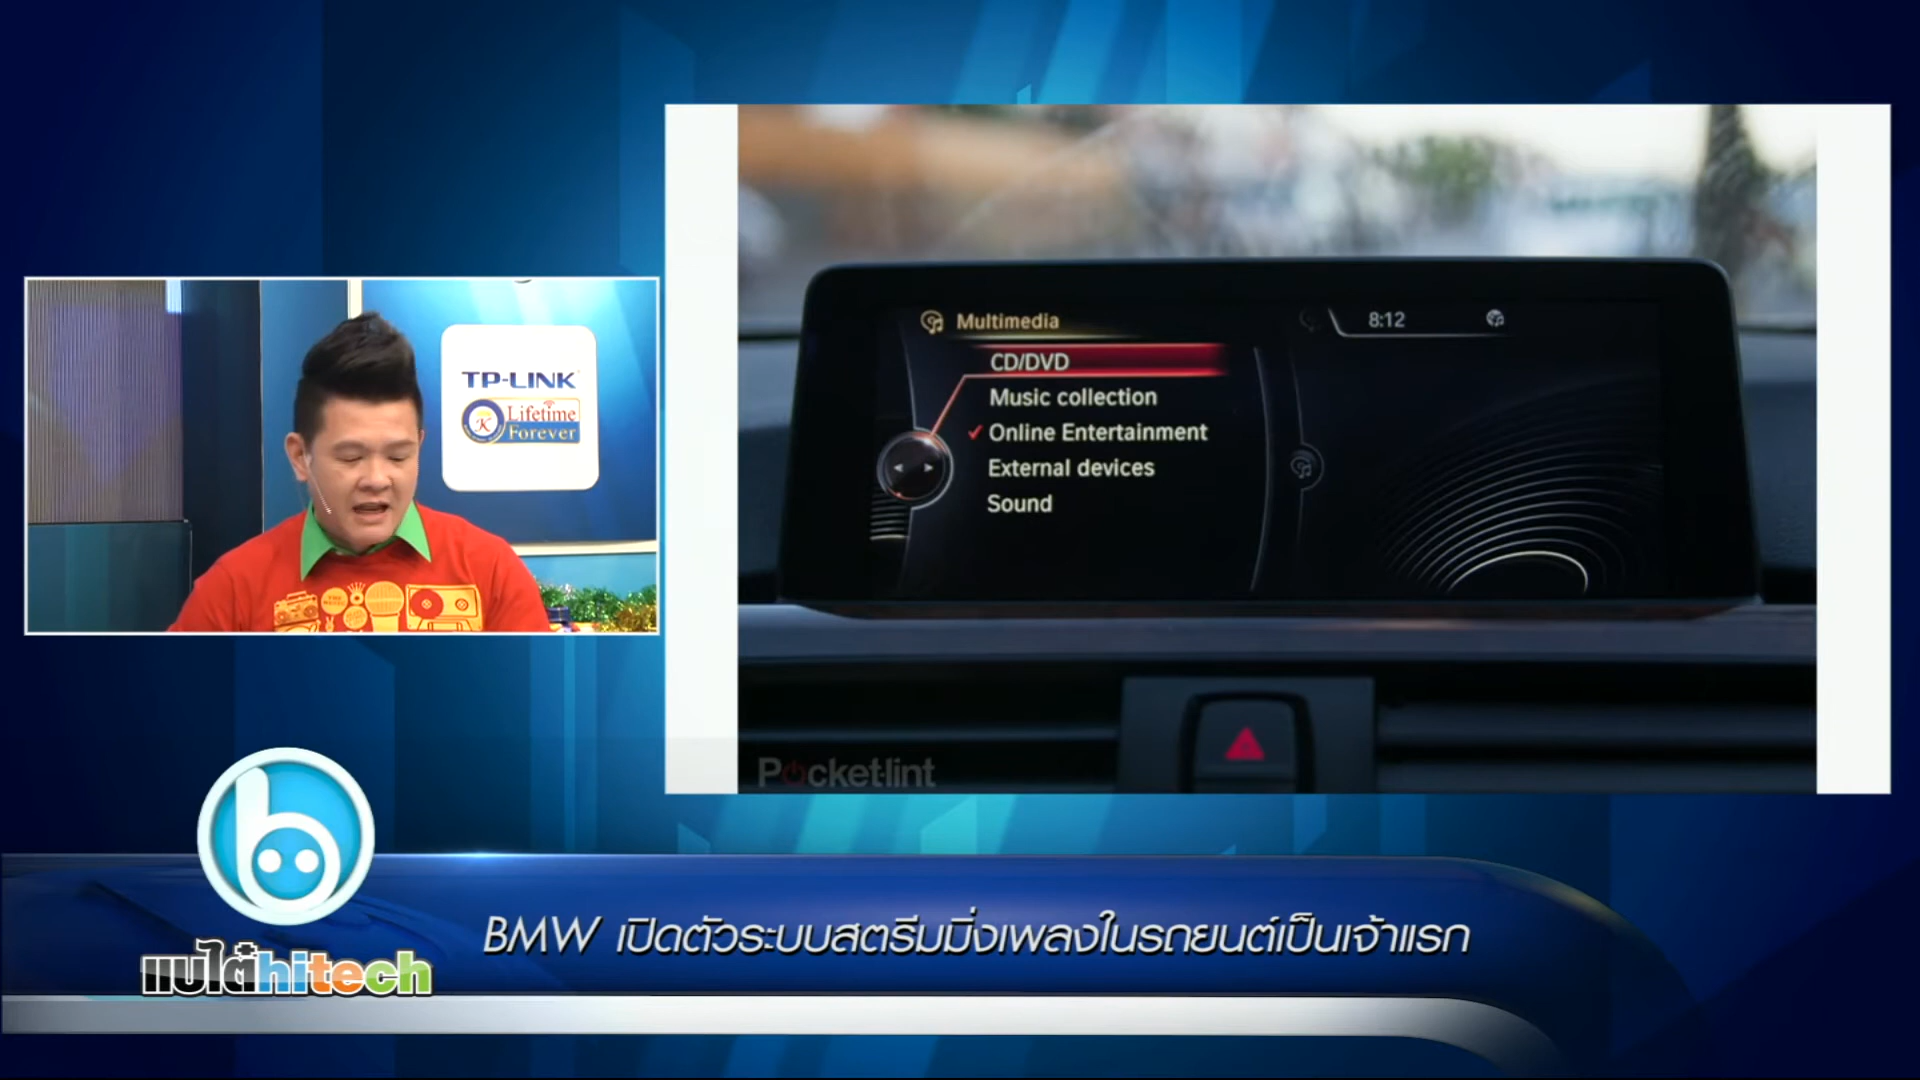 TP-LINK
Lifetime
K
Forever
Multimedia
8:12
CD/DVD
Music collection
✓ Online Entertainment
External devices
Sound
Pocket-lint
b
BMW เปิดตัวระบบสตรีมมิ่งเพลงในรถยนต์เป็นเจ้าแรก
แบไต๋hitech